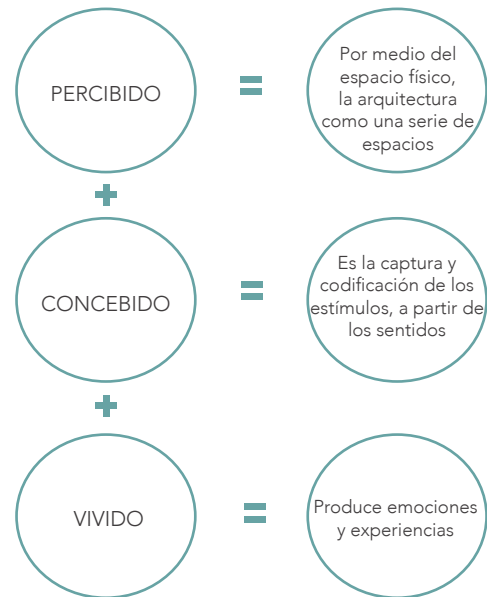 PERCIBIDO
=
Por medio del
espacio físico,
la arquitectura
como una serie de
espacios
+
CONCEBIDO
=
Es la captura y
codificación de los
estímulos, a partir de
los sentidos
+
VIVIDO
=
Produce emociones
y experiencias